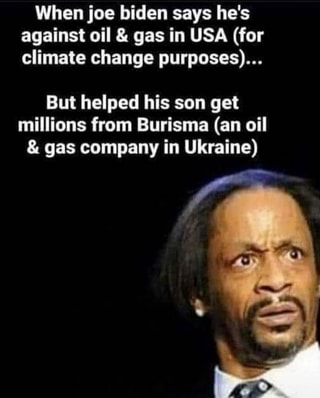 When joe biden says he's
against oil & gas in USA (for
climate change purposes)...
But helped his son get
millions from Burisma (an oil
& gas company in Ukraine)